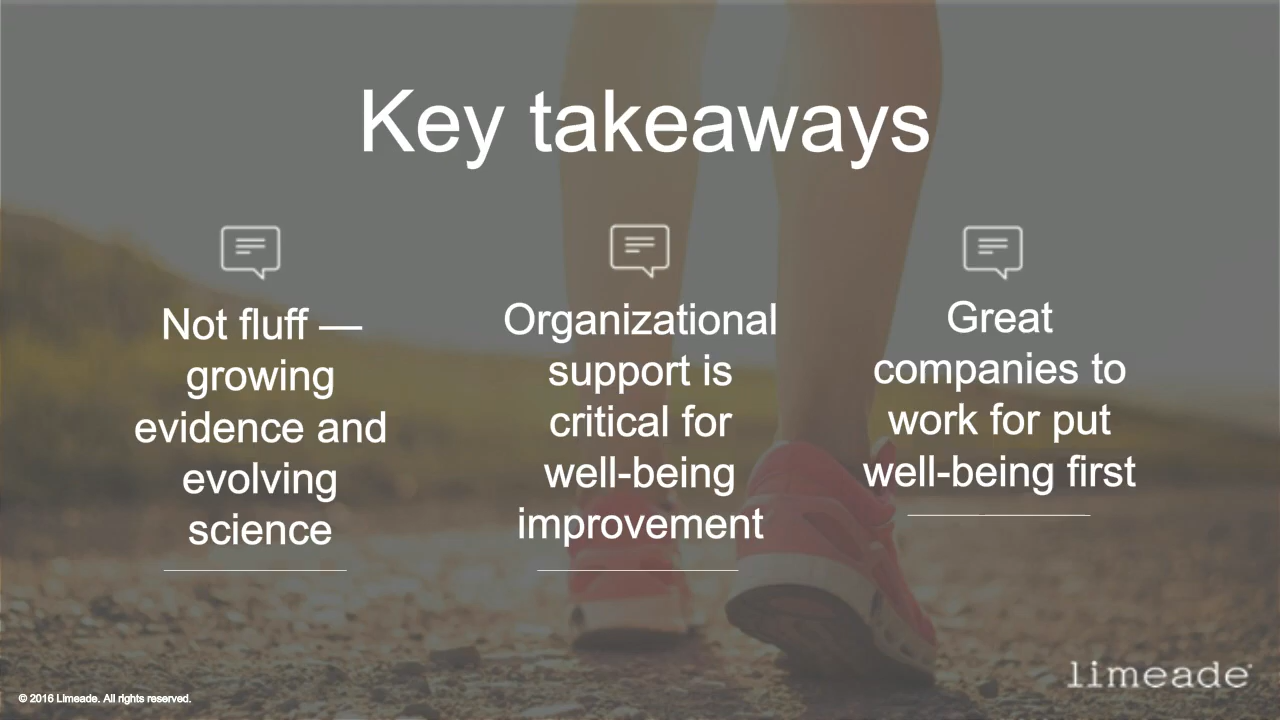 Key takeaways
Not fluff —
growing
evidence and
evolving
science
Organizational
support is
critical for
well-being
improvement
Great
companies to
work for put
well-being first
limeade
© 2016 Limeade. All rights reserved.